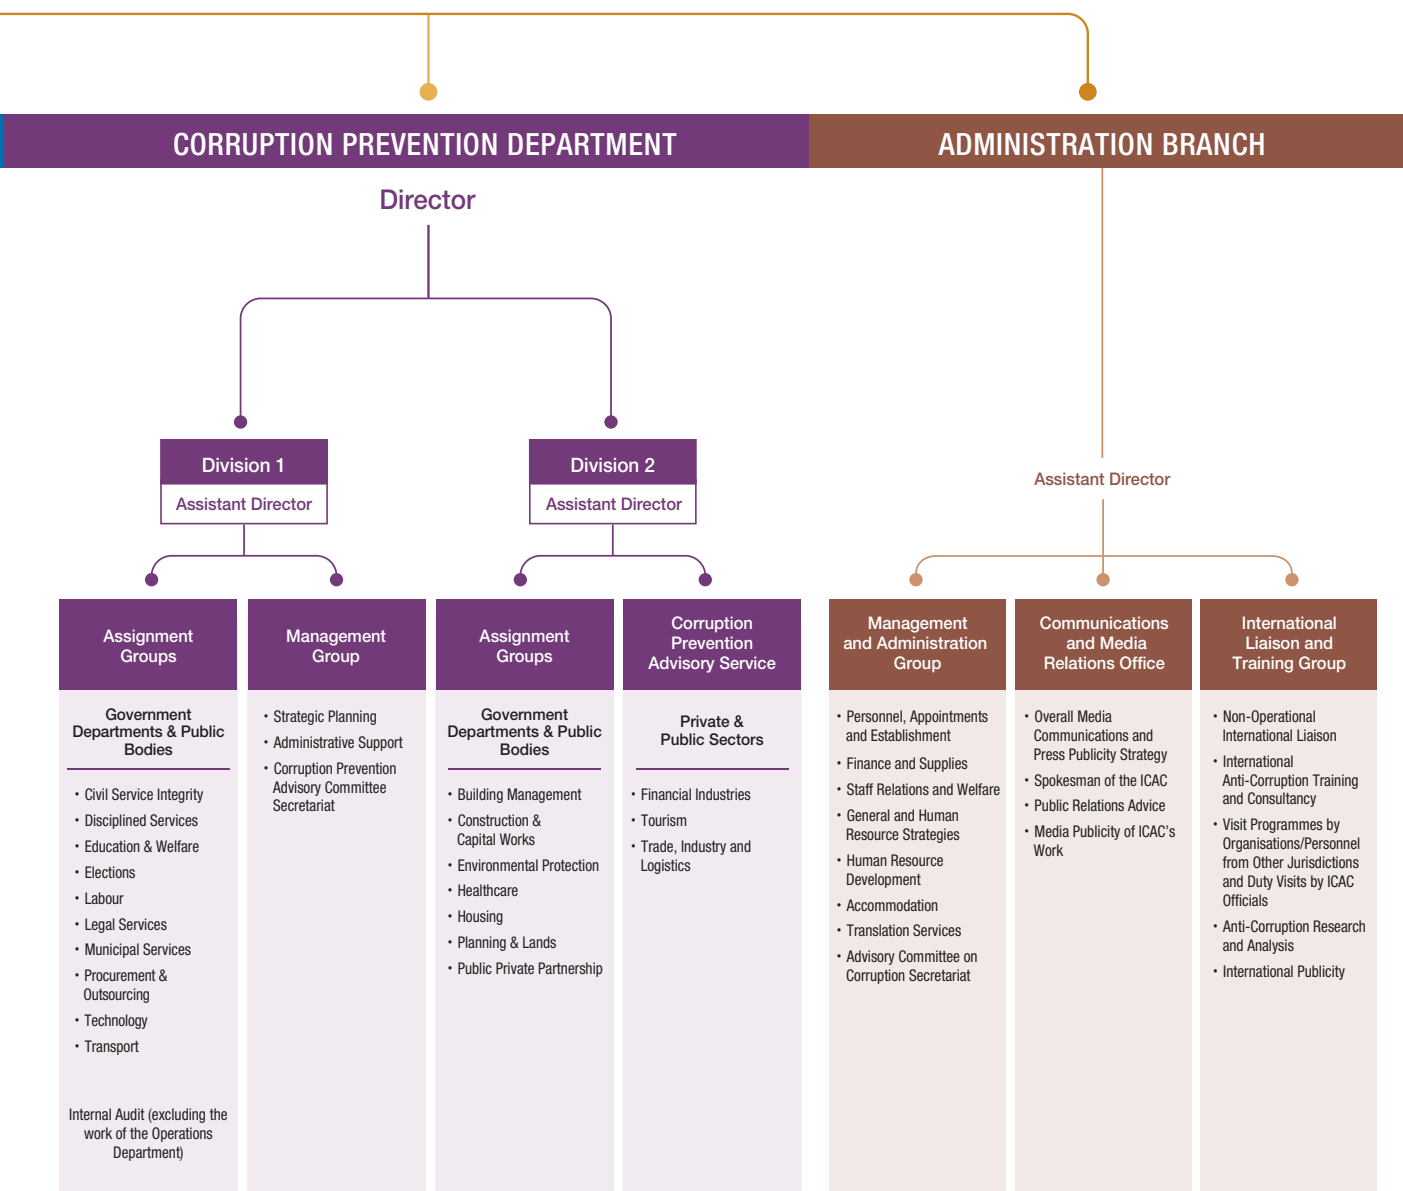 CORRUPTION PREVENTION DEPARTMENT
Director
Division 1
Assistant Director
Division 2
Assistant Director
Assignment
Groups
Government
Departments & Public
Bodies
• Civil Service Integrity
• Disciplined Services
• Education & Welfare
• Elections
• Labour
• Legal Services
• Municipal Services
• Procurement &
Outsourcing
• Technology
• Transport
Internal Audit (excluding the
work of the Operations
Department)
Management
Group
• Strategic Planning
• Administrative Support
• Corruption Prevention
Advisory Committee
Secretariat
Assignment
Groups
Government
Departments & Public
Bodies
• Building Management
• Construction &
Capital Works
• Environmental Protection
• Healthcare
• Housing
• Planning & Lands
• Public Private Partnership
Corruption
Prevention
Advisory Service
Private &
Public Sectors
• Financial Industries
• Tourism
• Trade, Industry and
Logistics
ADMINISTRATION BRANCH
Assistant Director
Management
and Administration
Group
• Personnel, Appointments
and Establishment
• Finance and Supplies
• Staff Relations and Welfare
• General and Human
Resource Strategies
• Human Resource
Development
• Accommodation
• Translation Services
• Advisory Committee on
Corruption Secretariat
Communications
and Media
Relations Office
• Overall Media
Communications and
Press Publicity Strategy
• Spokesman of the ICAC
• Public Relations Advice
• Media Publicity of ICAC's
Work
International
Liaison and
Training Group
• Non-Operational
International Liaison
• International
Anti-Corruption Training
and Consultancy
• Visit Programmes by
Organisations/Personnel
from Other Jurisdictions
and Duty Visits by ICAC
Officials
• Anti-Corruption Research
and Analysis
• International Publicity